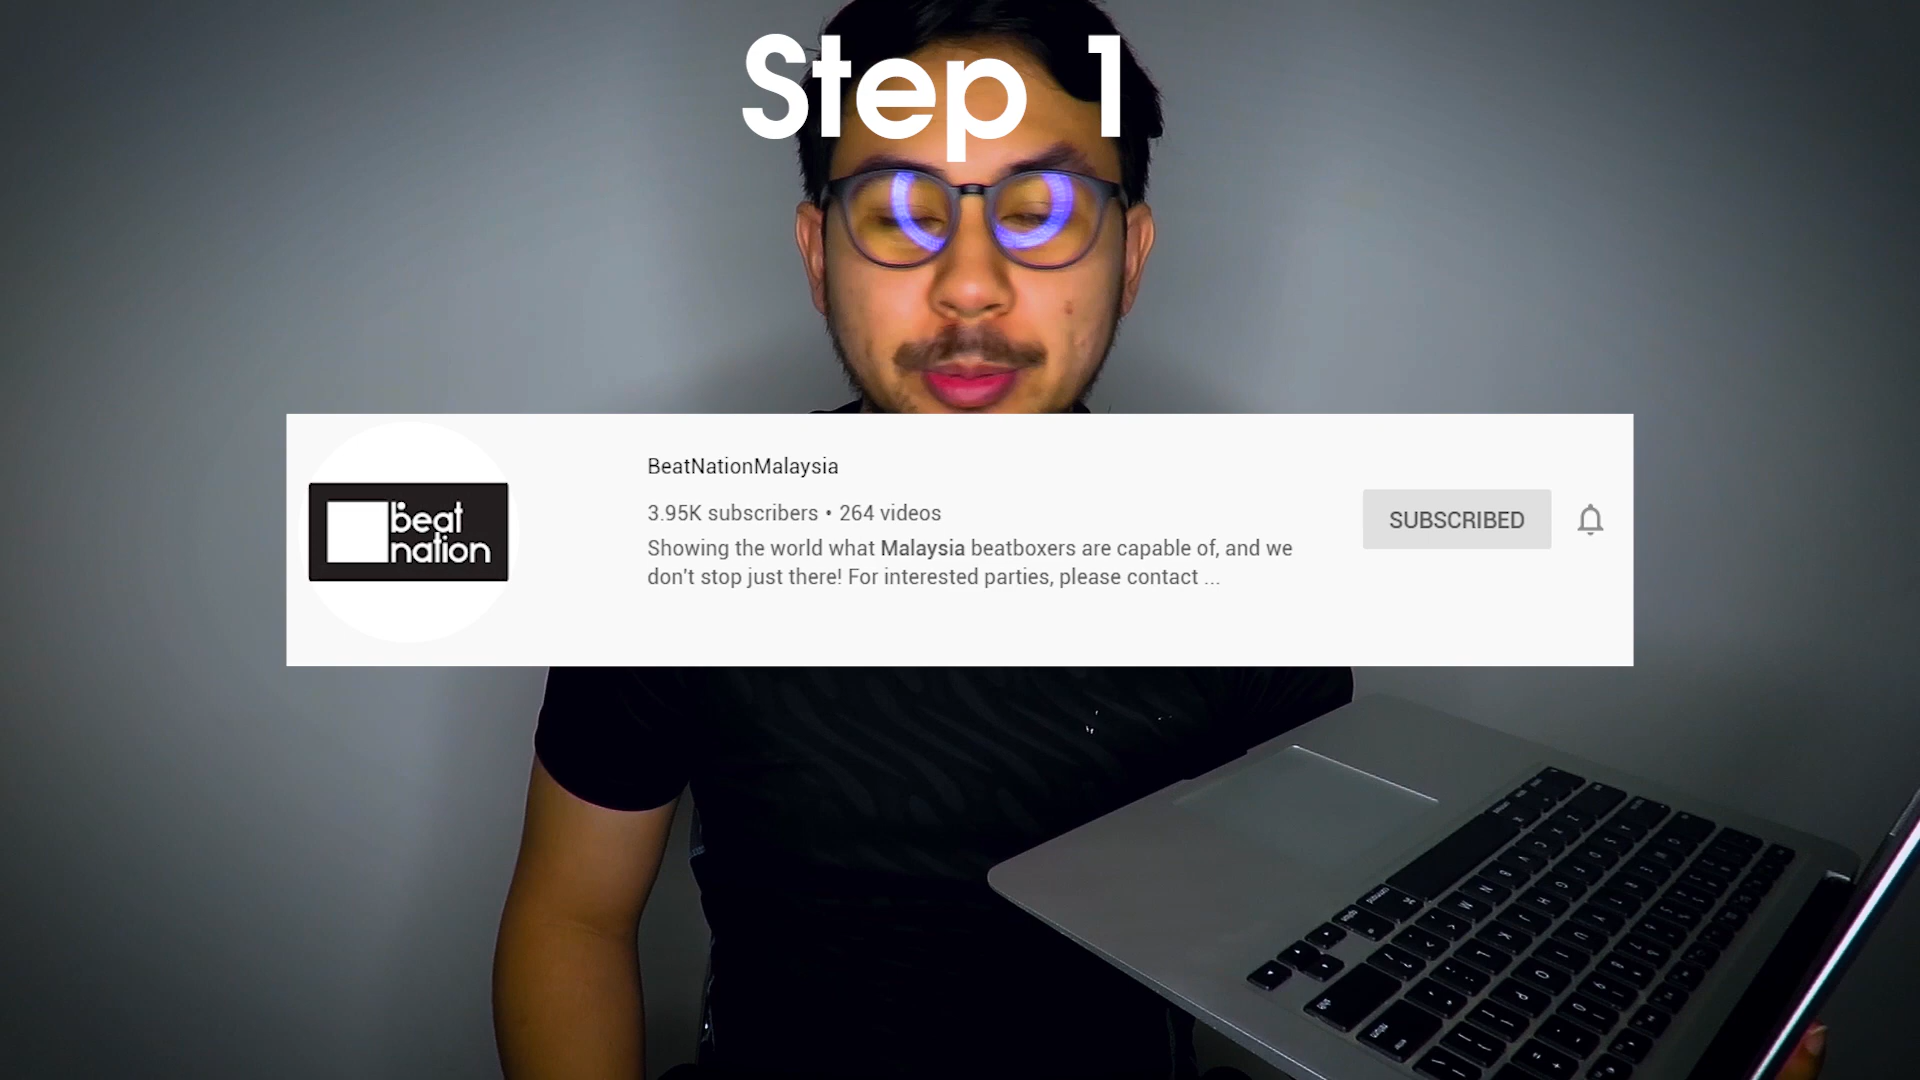 Step 1
beat
nation
BeatNationMalaysia
3.95K subscribers • 264 videos
Showing the world what Malaysia beatboxers are capable of, and we
don't stop just there! For interested parties, please contact ...
SUBSCRIBED